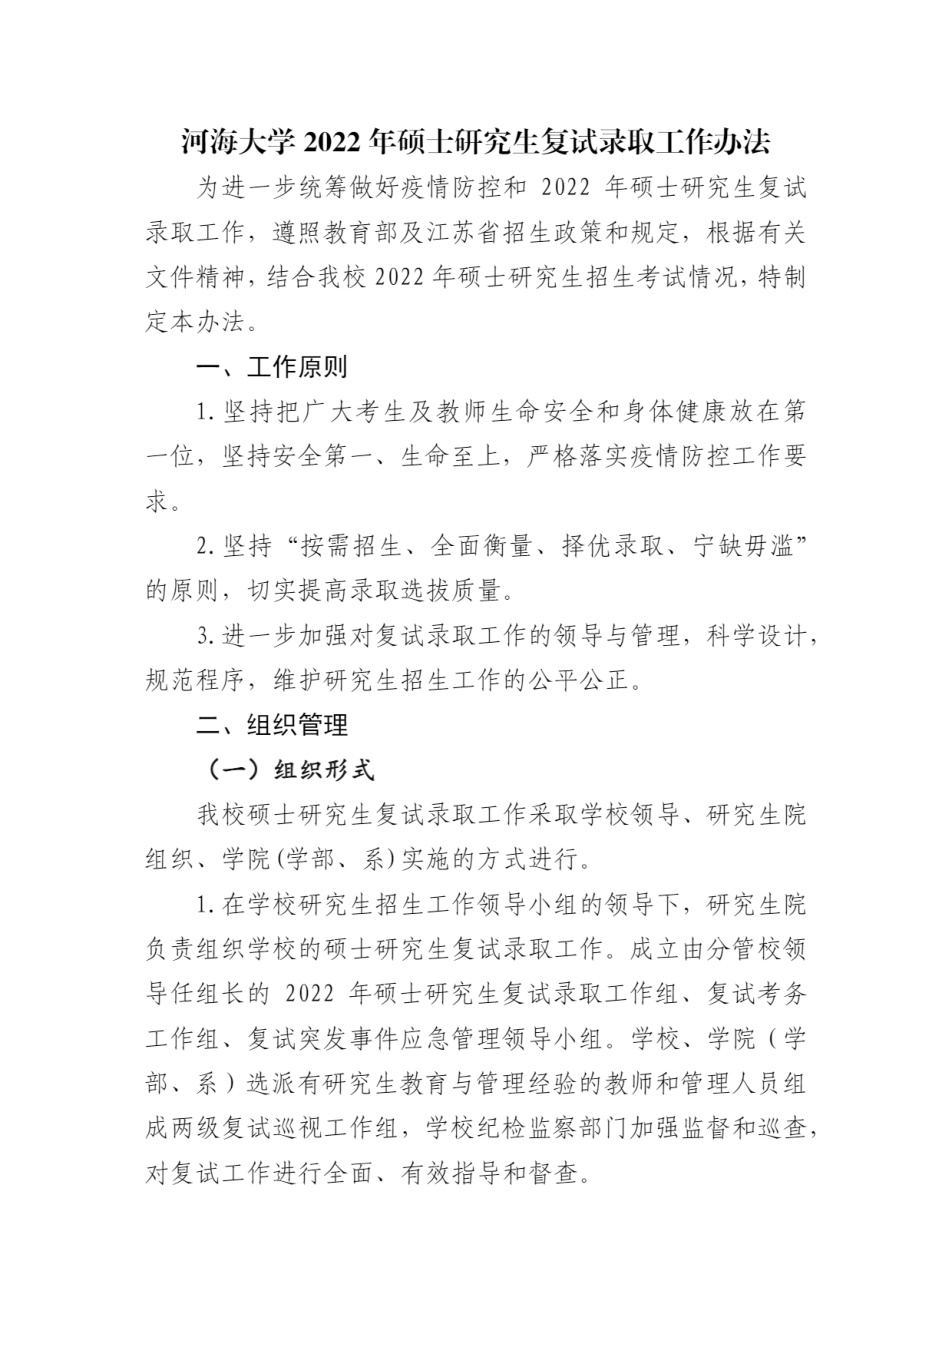 河海大学 2022 年硕士研究生复试录取工作办法
为进一步统筹做好疫情防控和 2022 年硕士研究生复试
录取工作，遵照教育部及江苏省招生政策和规定，根据有关
文件精神，结合我校 2022 年硕士研究生招生考试情况，特制
定本办法。
一、工作原则
1.坚持把广大考生及教师生命安全和身体健康放在第
一位，坚持安全第一、生命至上，严格落实疫情防控工作要
求。
2.坚持“按需招生、全面衡量、择优录取、宁缺毋滥”
的原则，切实提高录取选拔质量。
3.进一步加强对复试录取工作的领导与管理，科学设计，
规范程序，维护研究生招生工作的公平公正。
二、组织管理
（一）组织形式
我校硕士研究生复试录取工作采取学校领导、研究生院
组织、学院(学部、系)实施的方式进行。
1.在学校研究生招生工作领导小组的领导下，研究生院
负责组织学校的硕士研究生复试录取工作。成立由分管校领
导任组长的 2022 年硕士研究生复试录取工作组、复试考务
工作组、复试突发事件应急管理领导小组。学校、学院（学
部、系）选派有研究生教育与管理经验的教师和管理人员组
成两级复试巡视工作组，学校纪检监察部门加强监督和巡查，
对复试工作进行全面、有效指导和督查。